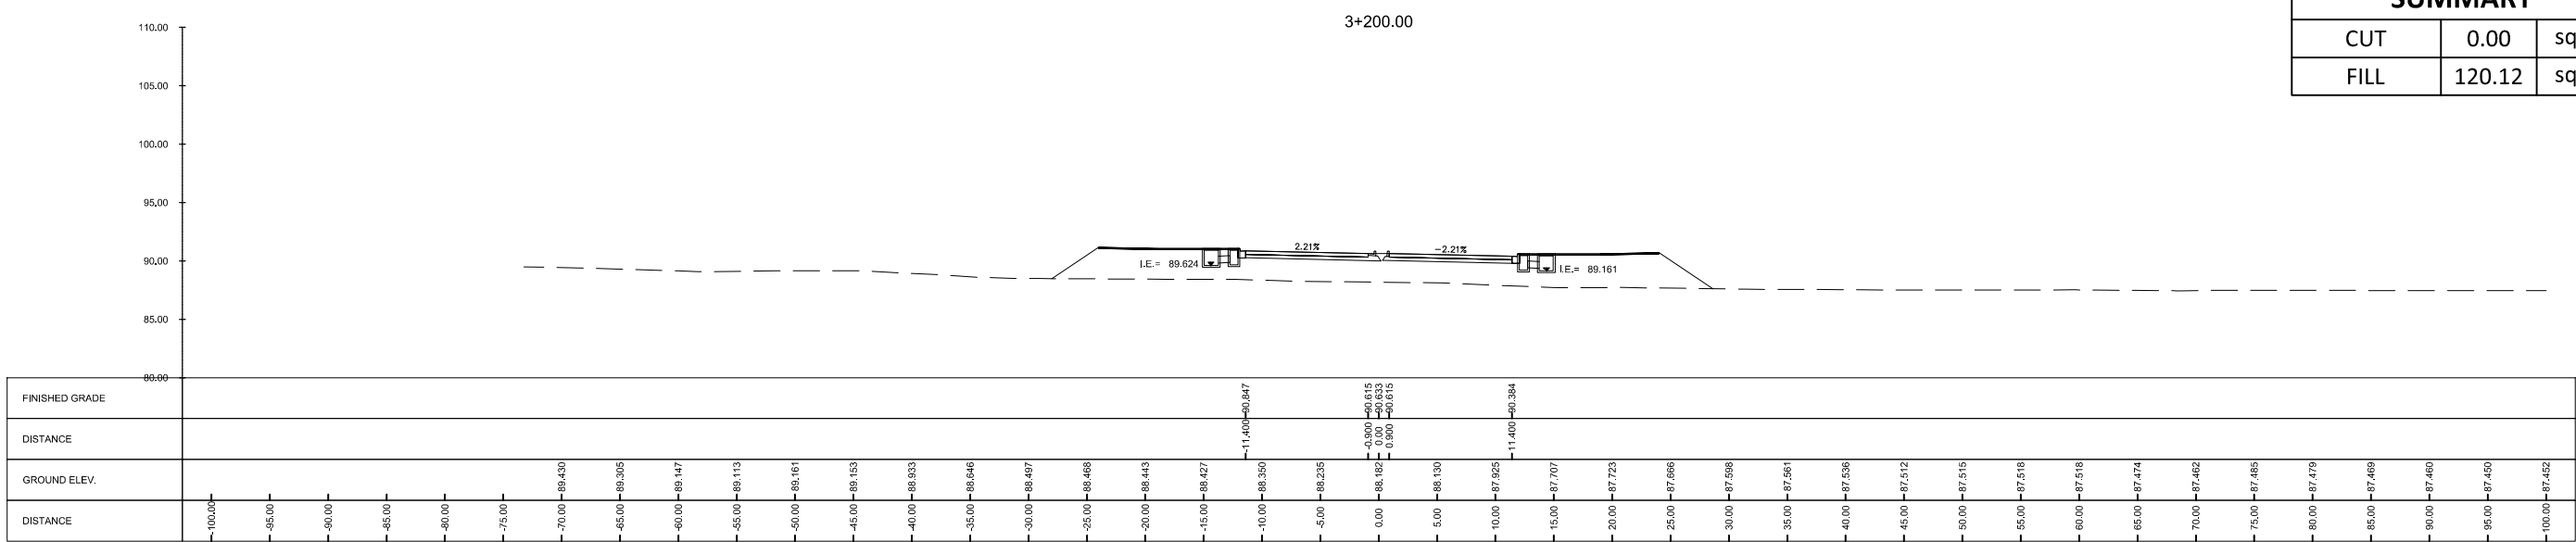 3+200.00
SUMMARY
CUT 0.00 sq
FILL 120.12 sq
110.00
105.00
100.00
95.00
90.00
85.00
80.00
2.21%
-2.21%
I.E.= 89.624
I.E.= 89.161
FINISHED GRADE 90.847 90.615 90.633 90.615 90.384
DISTANCE -11.400 -0.900 0.00 0.900 11.400
GROUND ELEV. 89.430 89.305 89.147 89.113 89.161 89.153 88.933 88.646 88.497 88.468 88.443 88.427 88.350 88.235 88.182 88.130 87.925 87.707 87.723 87.666 87.598 87.561 87.536 87.512 87.515 87.518 87.518 87.474 87.462 87.485 87.479 87.469 87.460 87.450 87.452
DISTANCE -100.00 -95.00 -90.00 -85.00 -80.00 -75.00 -70.00 -65.00 -60.00 -55.00 -50.00 -45.00 -40.00 -35.00 -30.00 -25.00 -20.00 -15.00 -10.00 -5.00 0.00 5.00 10.00 15.00 20.00 25.00 30.00 35.00 40.00 45.00 50.00 55.00 60.00 65.00 70.00 75.00 80.00 85.00 90.00 95.00 100.00